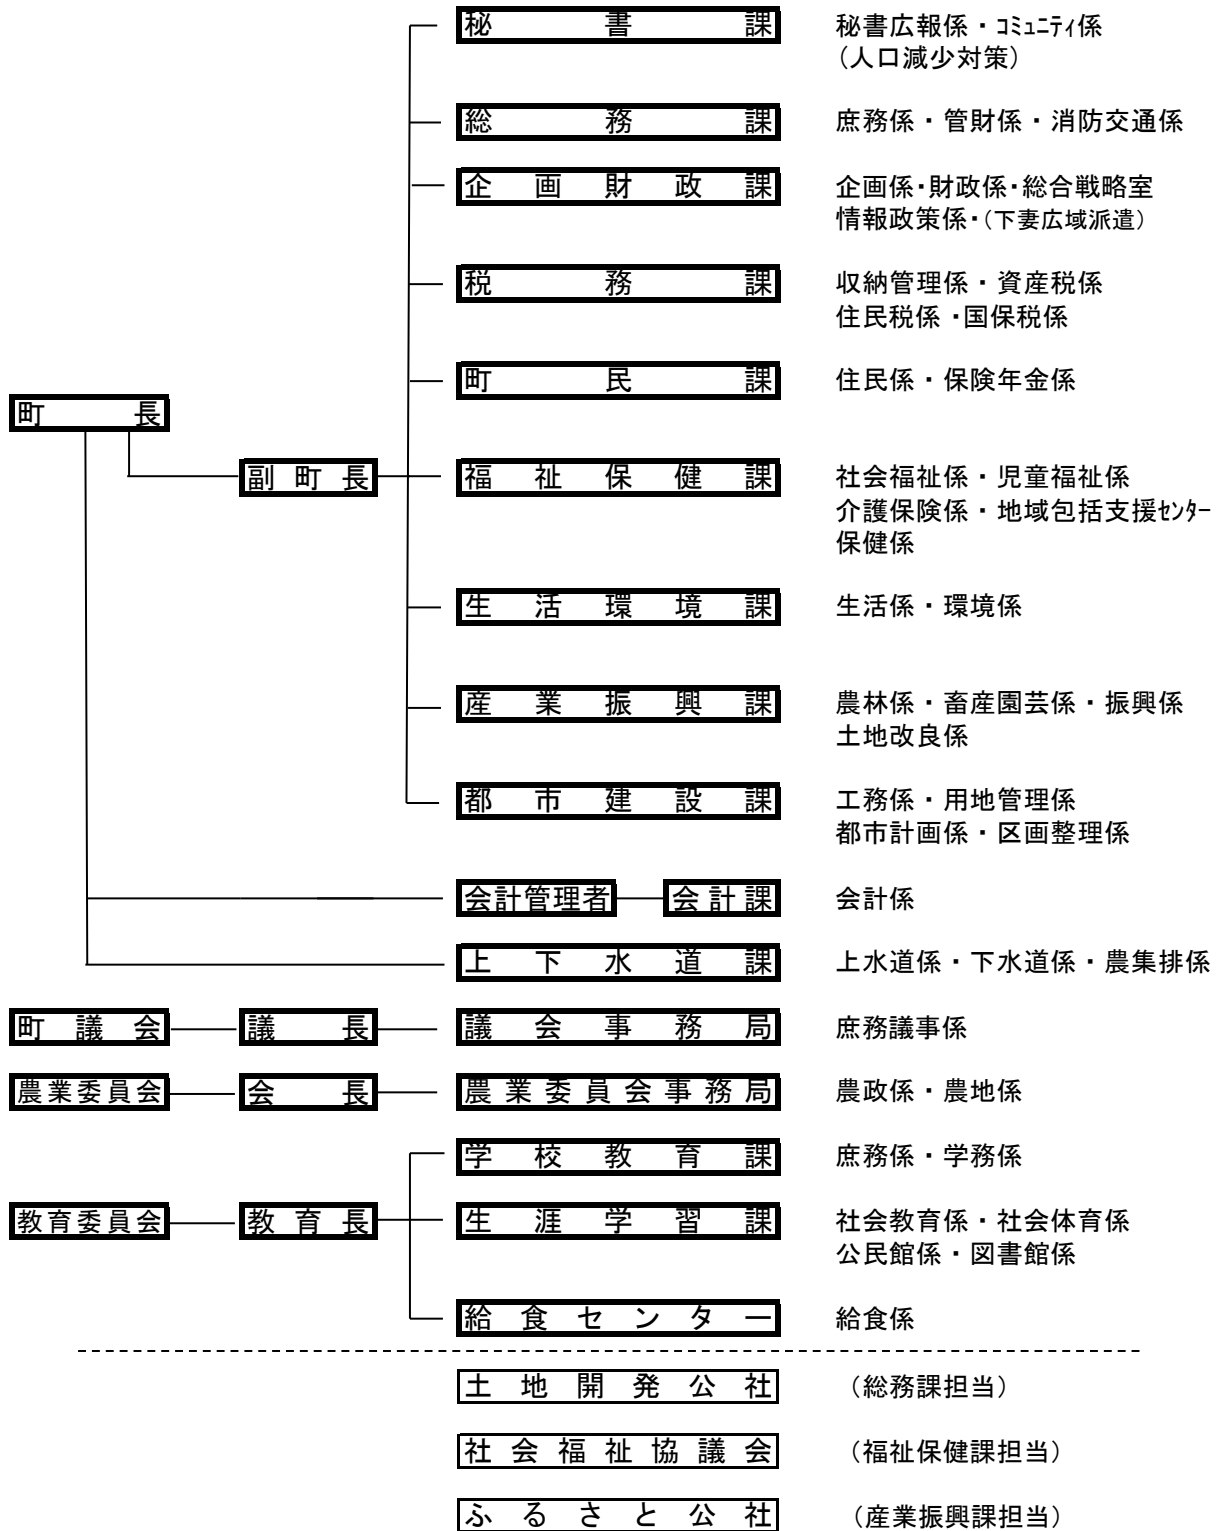 秘書課 秘書広報係・ｺﾐｭﾆﾃｨ係
（人口減少対策）
総務課 庶務係・管財係・消防交通係
企画財政課 企画係・財政係・総合戦略室
情報政策係・（下妻広域派遣）
税務課 収納管理係・資産税係
住民税係・国保税係
町民課 住民係・保険年金係
町長
副町長 福祉保健課 社会福祉係・児童福祉係
介護保険係・地域包括支援ｾﾝﾀｰ
保健係
生活環境課 生活係・環境係
産業振興課 農林係・畜産園芸係・振興係
土地改良係
都市建設課 工務係・用地管理係
都市計画係・区画整理係
会計管理者 会計課 会計係
上下水道課 上水道係・下水道係・農集排係
町議会 議長 議会事務局 庶務議事係
農業委員会 会長 農業委員会事務局 農政係・農地係
学校教育課 庶務係・学務係
教育委員会 教育長 生涯学習課 社会教育係・社会体育係
公民館係・図書館係
給食センター 給食係
土地開発公社 （総務課担当）
社会福祉協議会 （福祉保健課担当）
ふるさと公社 （産業振興課担当）